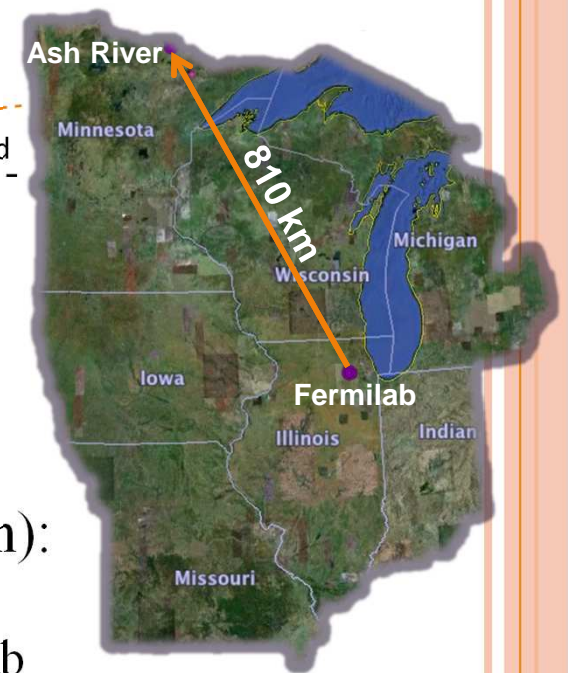 Ash River
Minnesota
d
–
810 km
Michigan
Wisconsin
Iowa
Fermilab
Illinois
Indian
n):
Missouri
b